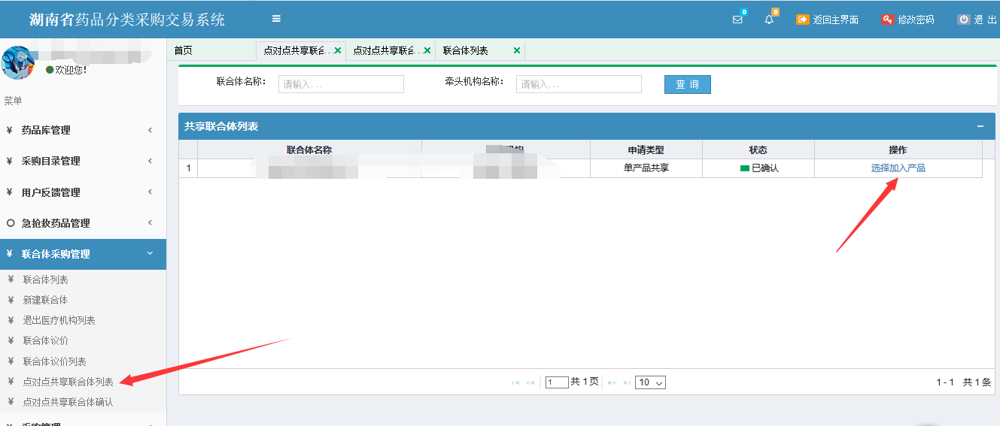 湖南省药品分类采购交易系统
0
0
返回主界面
修改密码
退 出
欢迎您!
菜单
¥ 药品库管理
¥ 采购目录管理
¥ 用户反馈管理
急抢救药品管理
¥ 联合体采购管理
¥ 联合体列表
¥ 新建联合体
¥ 退出医疗机构列表
¥ 联合体议价
¥ 联合体议价列表
¥ 点对点共享联合体列表
¥ 点对点共享联合体确认
¥ 采购管理
首页
点对点共享联合...
点对点共享联合...
联合体列表
联合体名称: 请输入... 牵头机构名称: 请输入... 查 询
共享联合体列表
联合体名称 机构 申请类型 状态 操作
1 单产品共享 已确认 选择加入产品
1 共1页 10 1 - 1 共1条